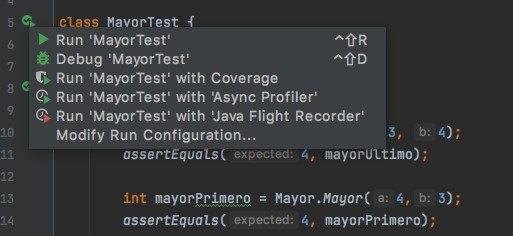 4
5 class MayorTest {
Run 'MayorTest' ^⇧R
Debug 'MayorTest' ^⇧D
Run 'MayorTest' with Coverage
8
Run 'MayorTest' with 'Async Profiler'
Run 'MayorTest' with 'Java Flight Recorder'
Modify Run Configuration...
10 3, b: 4);
11 assertEquals( expected: 4, mayorUltimo);
12
13 int mayorPrimero = Mayor.Mayor( a: 4, b: 3);
14 assertEquals( expected: 4, mayorPrimero);